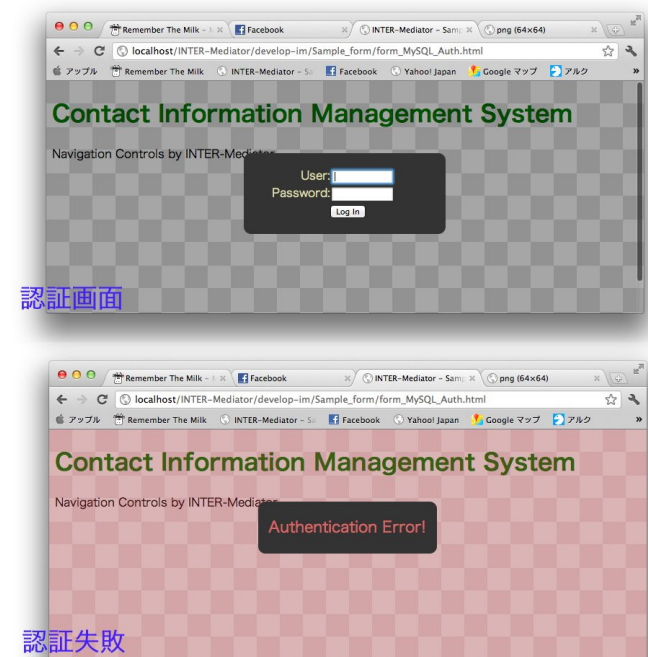 Remember The Milk - Facebook INTER-Mediator - Samp png (64×64)
localhost/INTER-Mediator/develop-im/Sample_form/form_MySQL_Auth.html
アップル Remember The Milk INTER-Mediator - Sa Facebook Yahoo! Japan Google マップ アルク »
Contact Information Management System
Navigation Controls by INTER-Mediator
User:
Password:
Log In
認証画面
Remember The Milk - Facebook INTER-Mediator - Samp png (64×64)
localhost/INTER-Mediator/develop-im/Sample_form/form_MySQL_Auth.html
アップル Remember The Milk INTER-Mediator - Sa Facebook Yahoo! Japan Google マップ アルク »
Contact Information Management System
Navigation Controls by INTER-Mediator
Authentication Error!
認証失敗